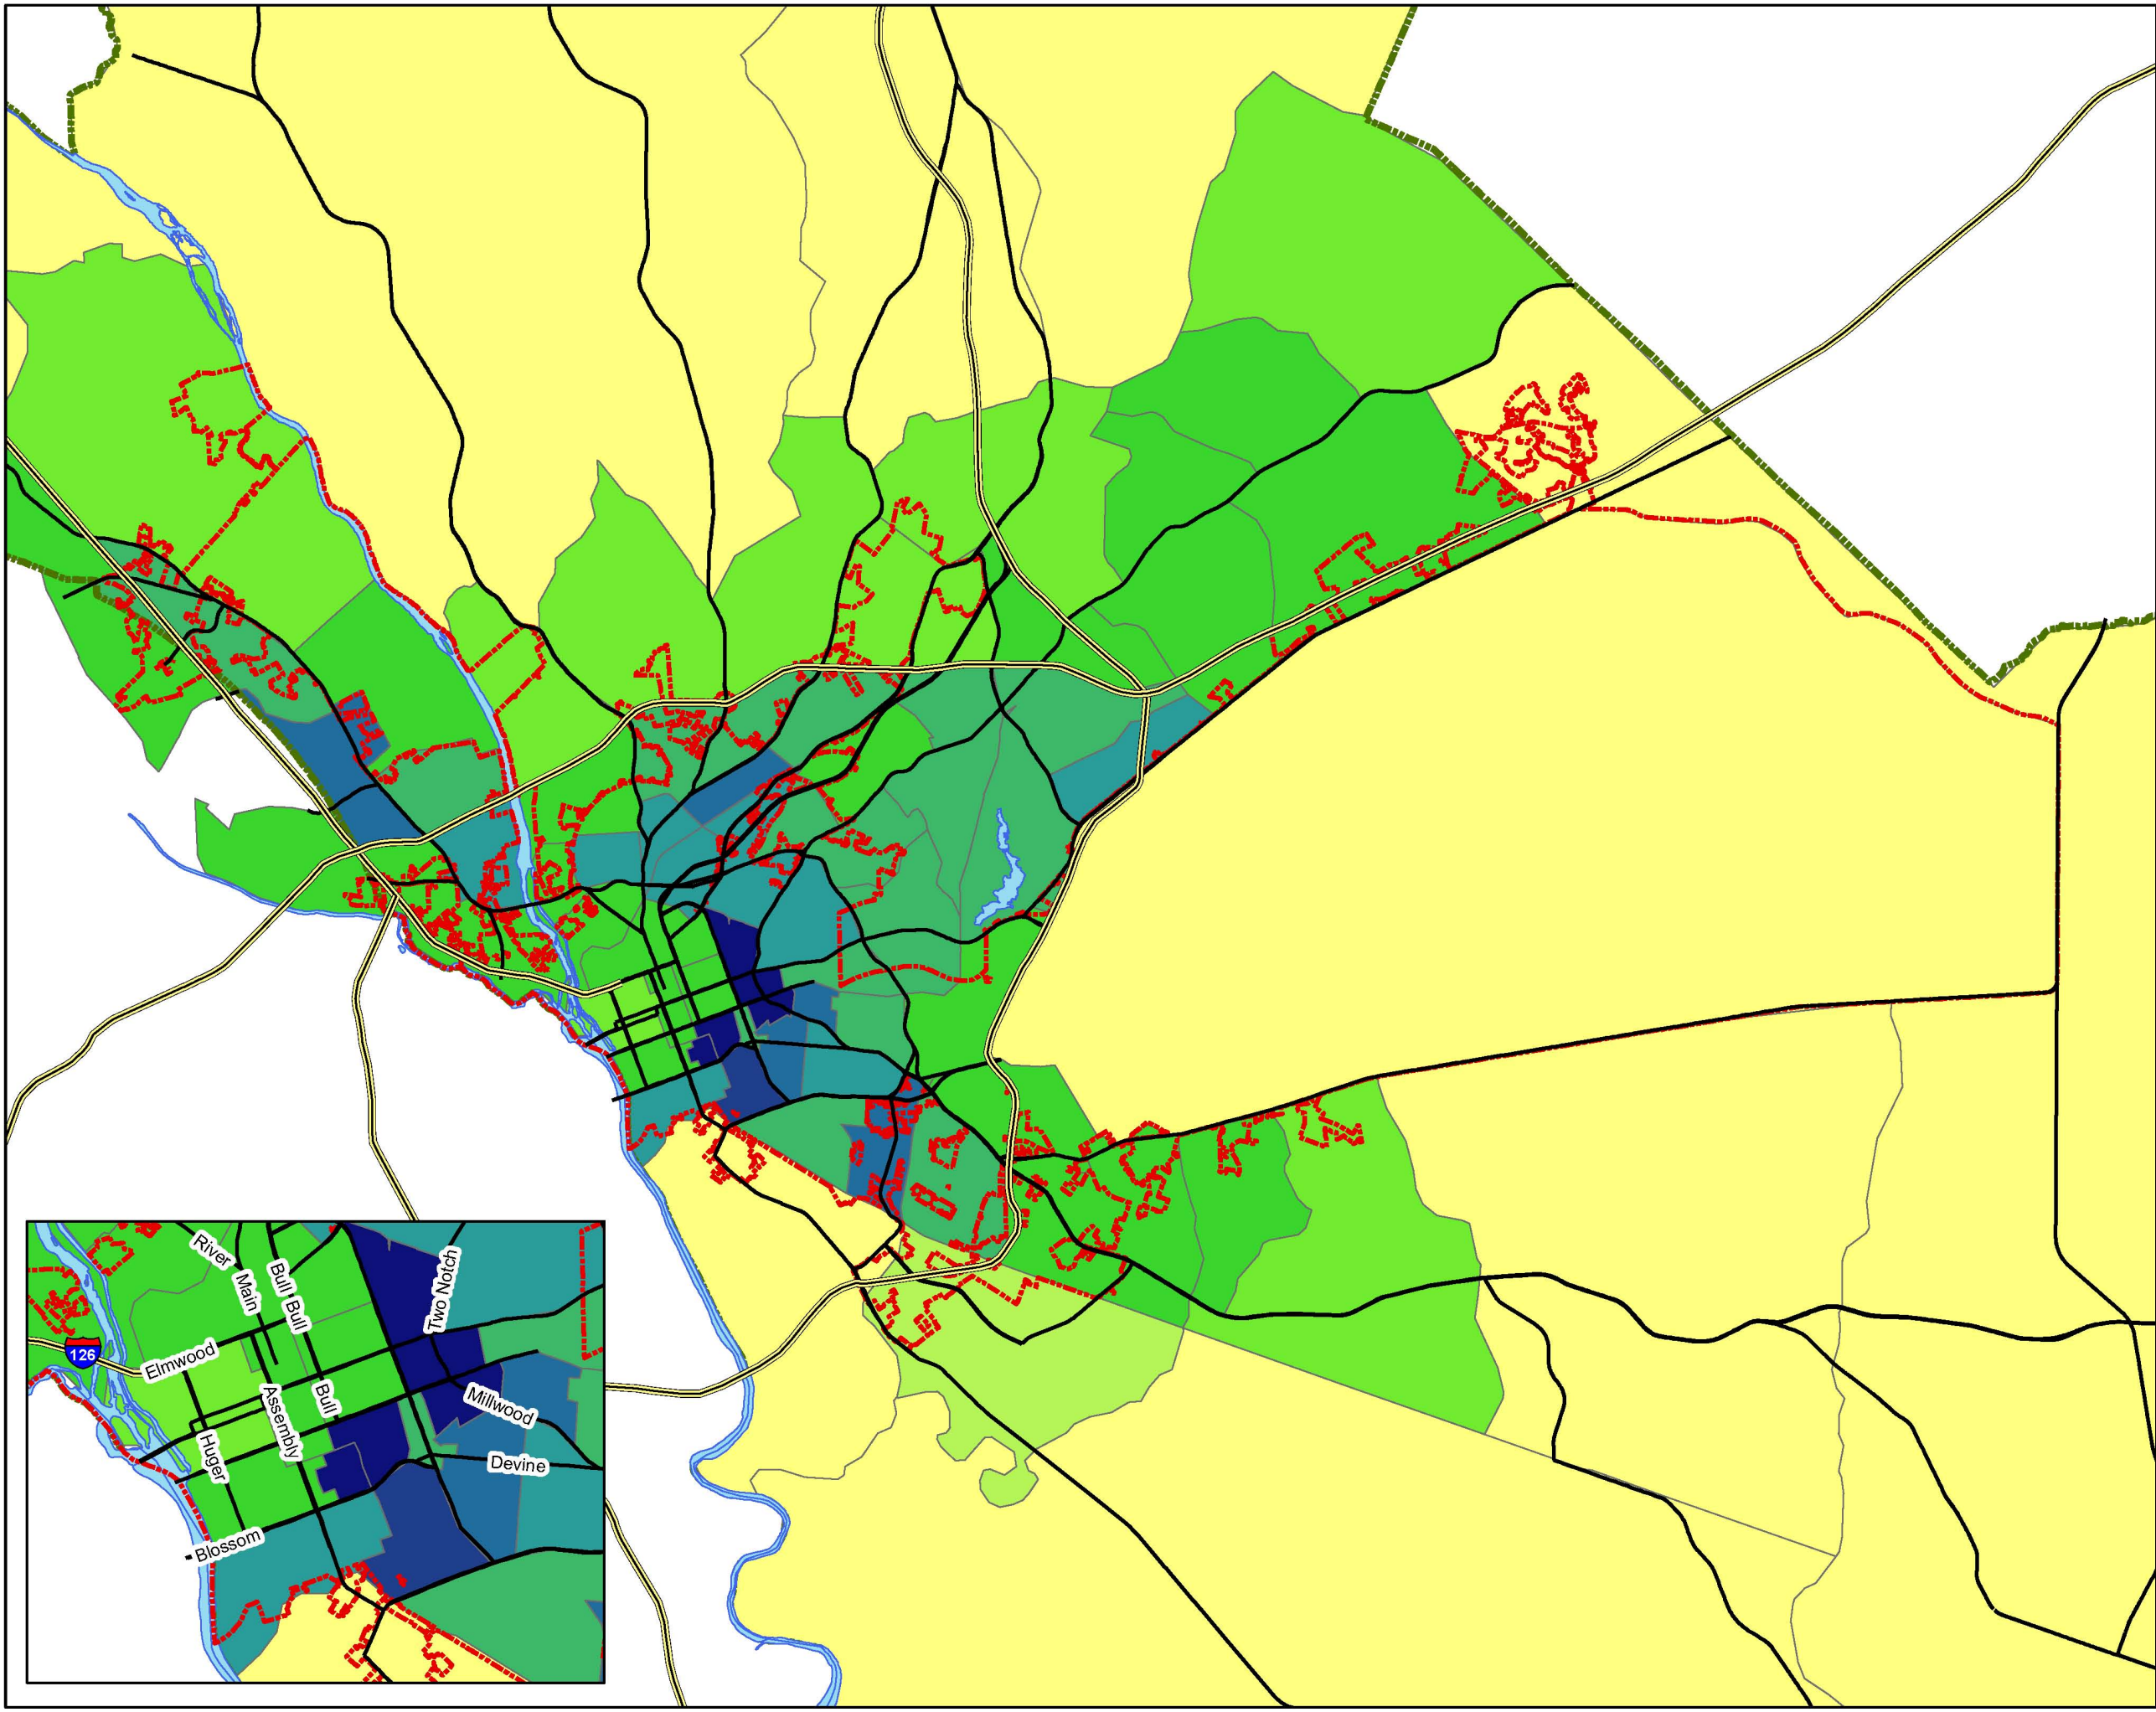 River
Main
Bull Bull
Two Notch
126
Elmwood
Assembly
Bull
Millwood
Huger
Devine
Blossom